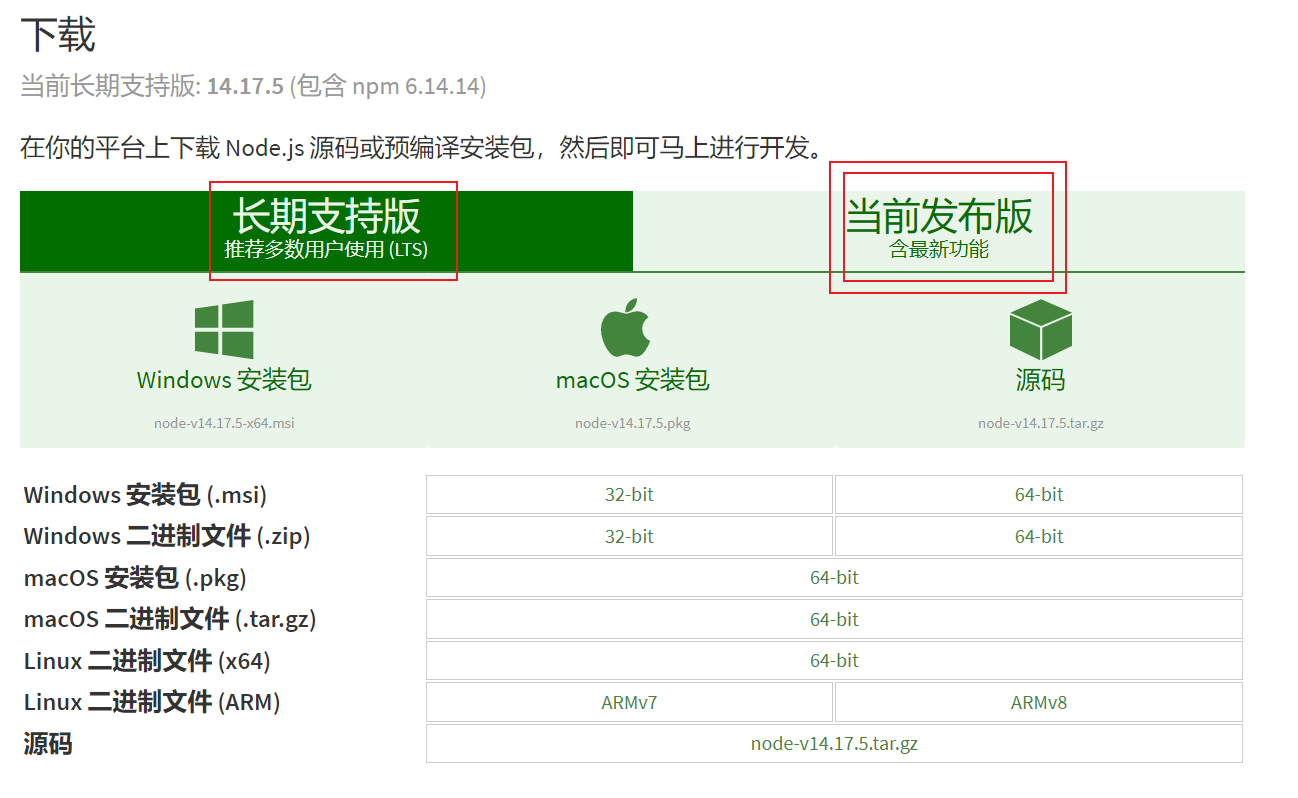 下载
当前长期支持版: 14.17.5 (包含 npm 6.14.14)
在你的平台上下载 Node.js 源码或预编译安装包，然后即可马上进行开发。
长期支持版
推荐多数用户使用 (LTS)
当前发布版
含最新功能
Windows 安装包
node-v14.17.5-x64.msi
macOS 安装包
node-v14.17.5.pkg
源码
node-v14.17.5.tar.gz
Windows 安装包 (.msi) 32-bit 64-bit
Windows 二进制文件 (.zip) 32-bit 64-bit
macOS 安装包 (.pkg) 64-bit
macOS 二进制文件 (.tar.gz) 64-bit
Linux 二进制文件 (x64) 64-bit
Linux 二进制文件 (ARM) ARMv7 ARMv8
源码 node-v14.17.5.tar.gz